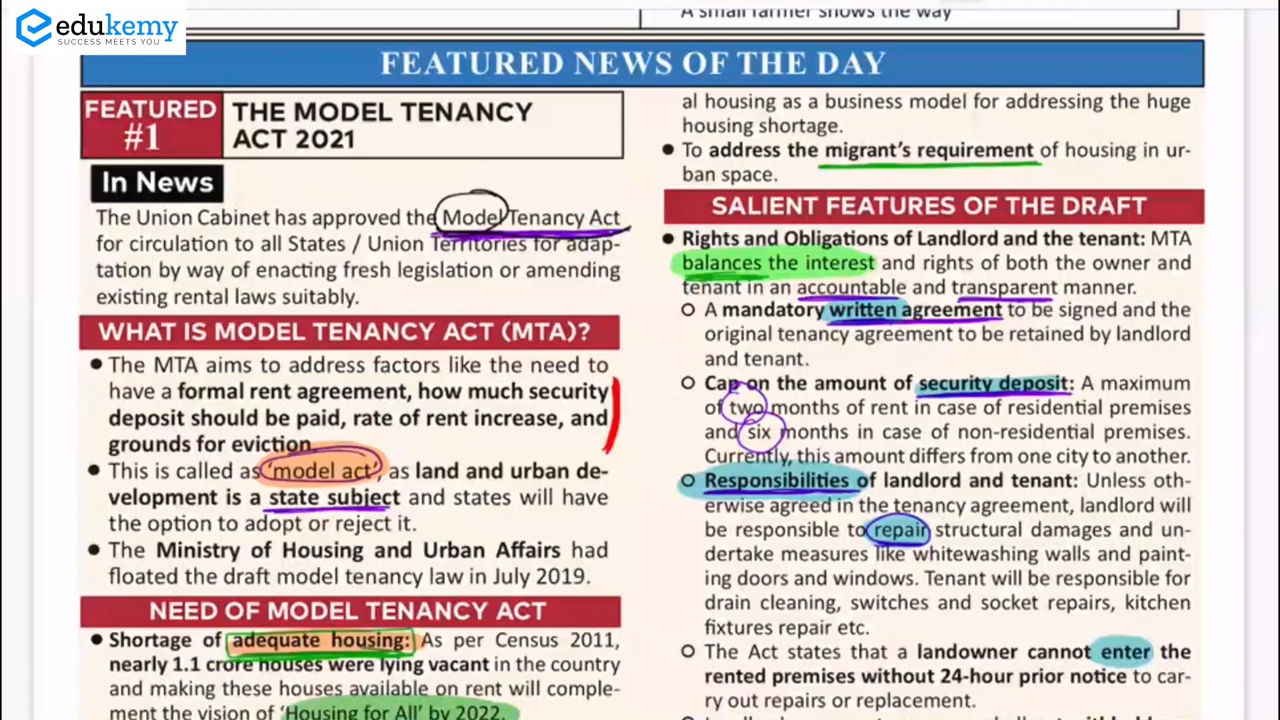 edukemy
SUCCESS MEETS YOU
A small farmer shows the way
FEATURED NEWS OF THE DAY
FEATURED
#1
THE MODEL TENANCY
ACT 2021
In News
The Union Cabinet has approved the Model Tenancy Act
for circulation to all States / Union Territories for adap-
tation by way of enacting fresh legislation or amending
existing rental laws suitably.
WHAT IS MODEL TENANCY ACT (MTA)?
● The MTA aims to address factors like the need to
have a formal rent agreement, how much security
deposit should be paid, rate of rent increase, and
grounds for eviction
● This is called as 'model act', as land and urban de-
velopment is a state subject and states will have
the option to adopt or reject it.
● The Ministry of Housing and Urban Affairs had
floated the draft model tenancy law in July 2019.
NEED OF MODEL TENANCY ACT
● Shortage of adequate housing: As per Census 2011,
nearly 1.1 crore houses were lying vacant in the country
and making these houses available on rent will comple-
ment the vision of 'Housing for All' by 2022.
al housing as a business model for addressing the huge
housing shortage.
● To address the migrant's requirement of housing in ur-
ban space.
SALIENT FEATURES OF THE DRAFT
● Rights and Obligations of Landlord and the tenant: MTA
balances the interest and rights of both the owner and
tenant in an accountable and transparent manner.
○ A mandatory written agreement to be signed and the
original tenancy agreement to be retained by landlord
and tenant.
○ Cap on the amount of security deposit: A maximum
of two months of rent in case of residential premises
and six months in case of non-residential premises.
Currently, this amount differs from one city to another.
○ Responsibilities of landlord and tenant: Unless oth-
erwise agreed in the tenancy agreement, landlord will
be responsible to repair structural damages and un-
dertake measures like whitewashing walls and paint-
ing doors and windows. Tenant will be responsible for
drain cleaning, switches and socket repairs, kitchen
fixtures repair etc.
○ The Act states that a landowner cannot enter the
rented premises without 24-hour prior notice to car-
ry out repairs or replacement.